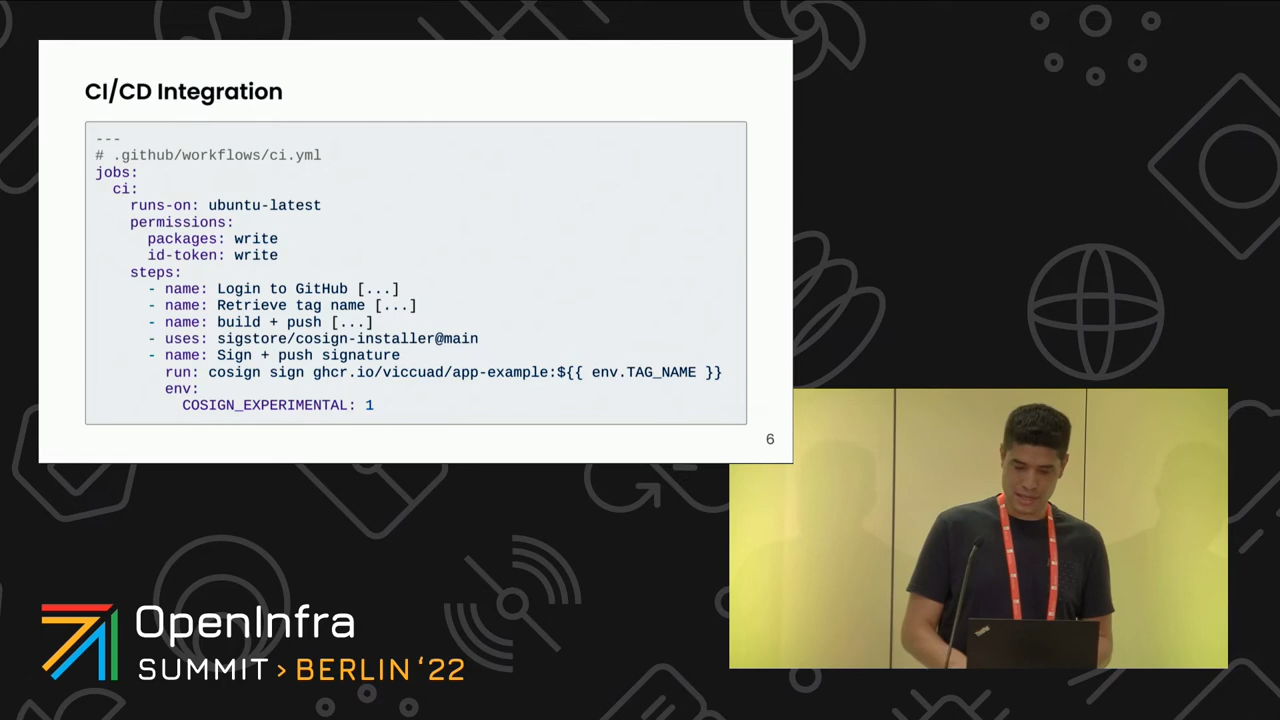 CI/CD Integration
---
# .github/workflows/ci.yml
jobs:
  ci:
    runs-on: ubuntu-latest
    permissions:
      packages: write
      id-token: write
    steps:
      - name: Login to GitHub [...]
      - name: Retrieve tag name [...]
      - name: build + push [...]
      - uses: sigstore/cosign-installer@main
      - name: Sign + push signature
        run: cosign sign ghcr.io/viccuad/app-example:${{ env.TAG_NAME }}
        env:
          COSIGN_EXPERIMENTAL: 1
6
OpenInfra
SUMMIT > BERLIN ‘22